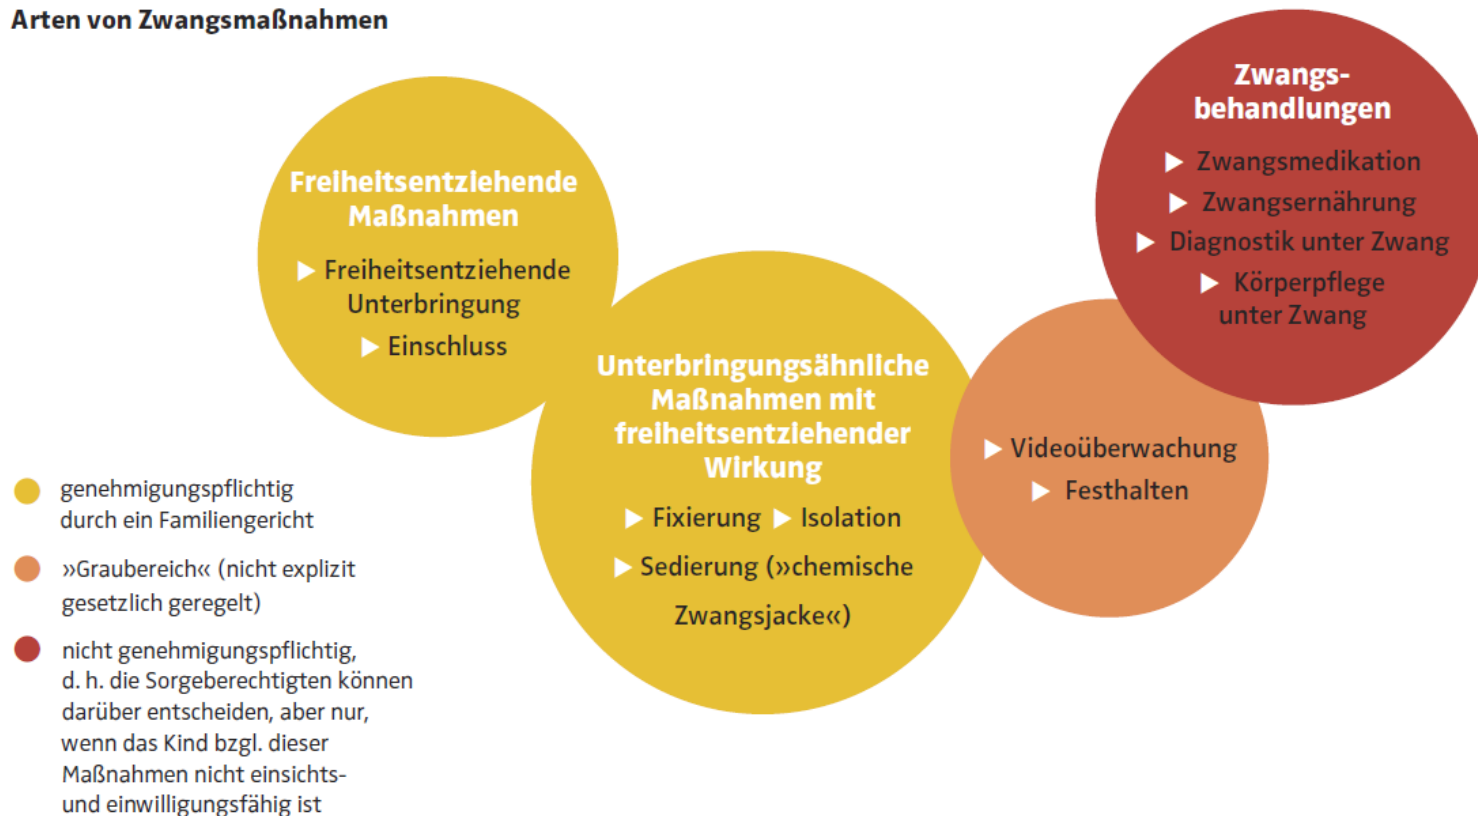 Arten von Zwangsmaßnahmen
Freiheitsentziehende
Maßnahmen
▶ Freiheitsentziehende
Unterbringung
▶ Einschluss
Unterbringungsähnliche
Maßnahmen mit
freiheitsentziehender
Wirkung
▶ Fixierung ▶ Isolation
▶ Sedierung (»chemische
Zwangsjacke«)
▶ Videoüberwachung
▶ Festhalten
Zwangs-
behandlungen
▶ Zwangsmedikation
▶ Zwangsernährung
▶ Diagnostik unter Zwang
▶ Körperpflege
unter Zwang
genehmigungspflichtig
durch ein Familiengericht
»Graubereich« (nicht explizit
gesetzlich geregelt)
nicht genehmigungspflichtig,
d. h. die Sorgeberechtigten können
darüber entscheiden, aber nur,
wenn das Kind bzgl. dieser
Maßnahmen nicht einsichts-
und einwilligungsfähig ist